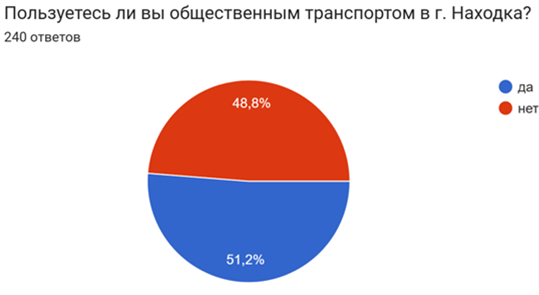 Пользуетесь ли вы общественным транспортом в г. Находка?
240 ответов
48,8%
да
нет
51,2%